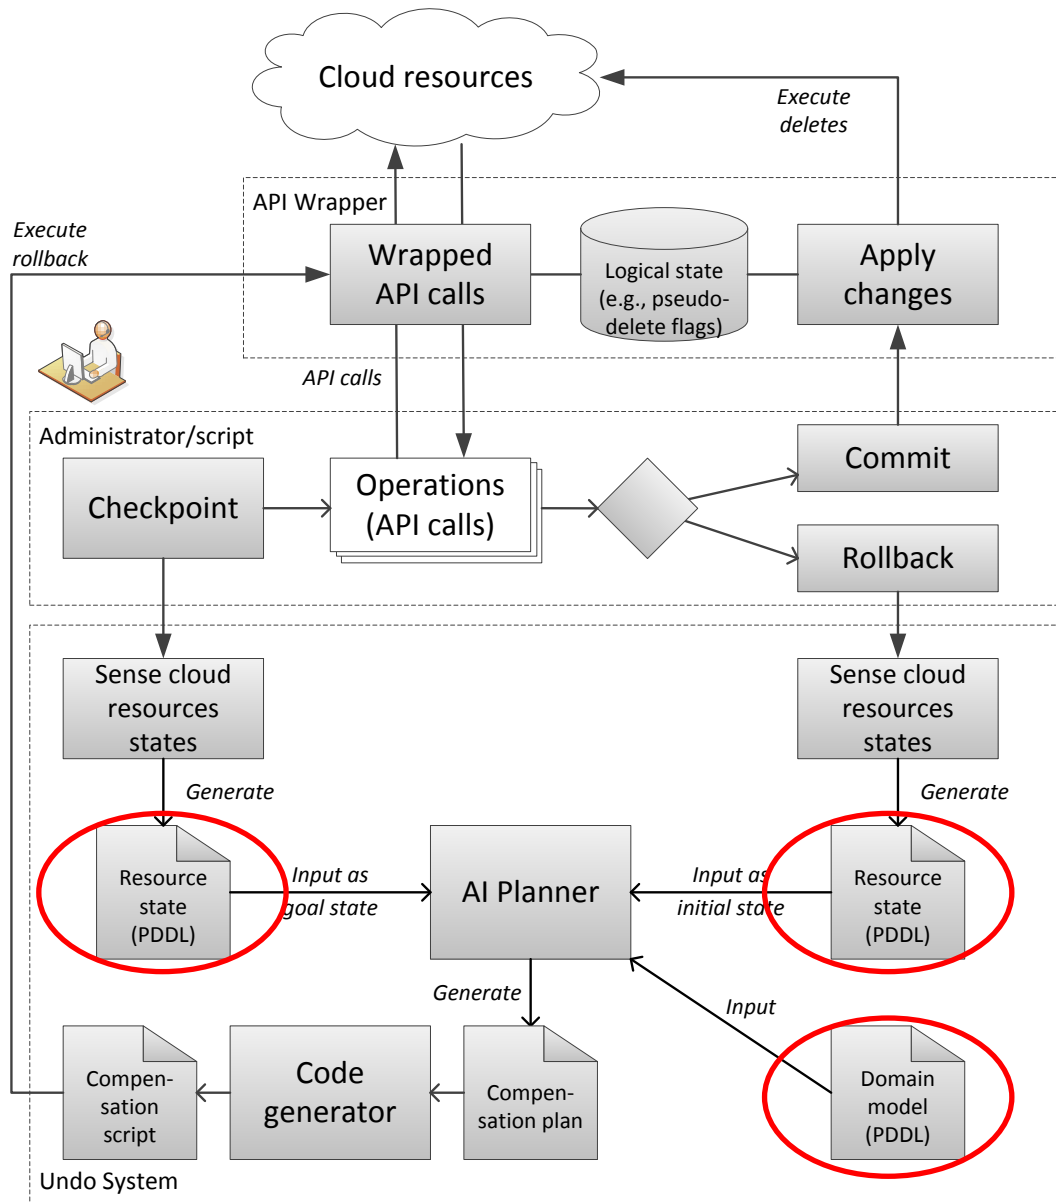 Cloud resources
Execute
deletes
API Wrapper
Execute
rollback
Wrapped
API calls
Logical state
(e.g., pseudo-
delete flags)
Apply
changes
API calls
Administrator/script
Checkpoint
Operations
(API calls)
Commit
Rollback
Sense cloud
resources
states
Sense cloud
resources
states
Generate
Generate
Resource
state
(PDDL)
Input as
goal state
AI Planner
Input as
initial state
Resource
state
(PDDL)
Generate
Input
Compen-
sation
script
Code
generator
Compen-
sation plan
Domain
model
(PDDL)
Undo System